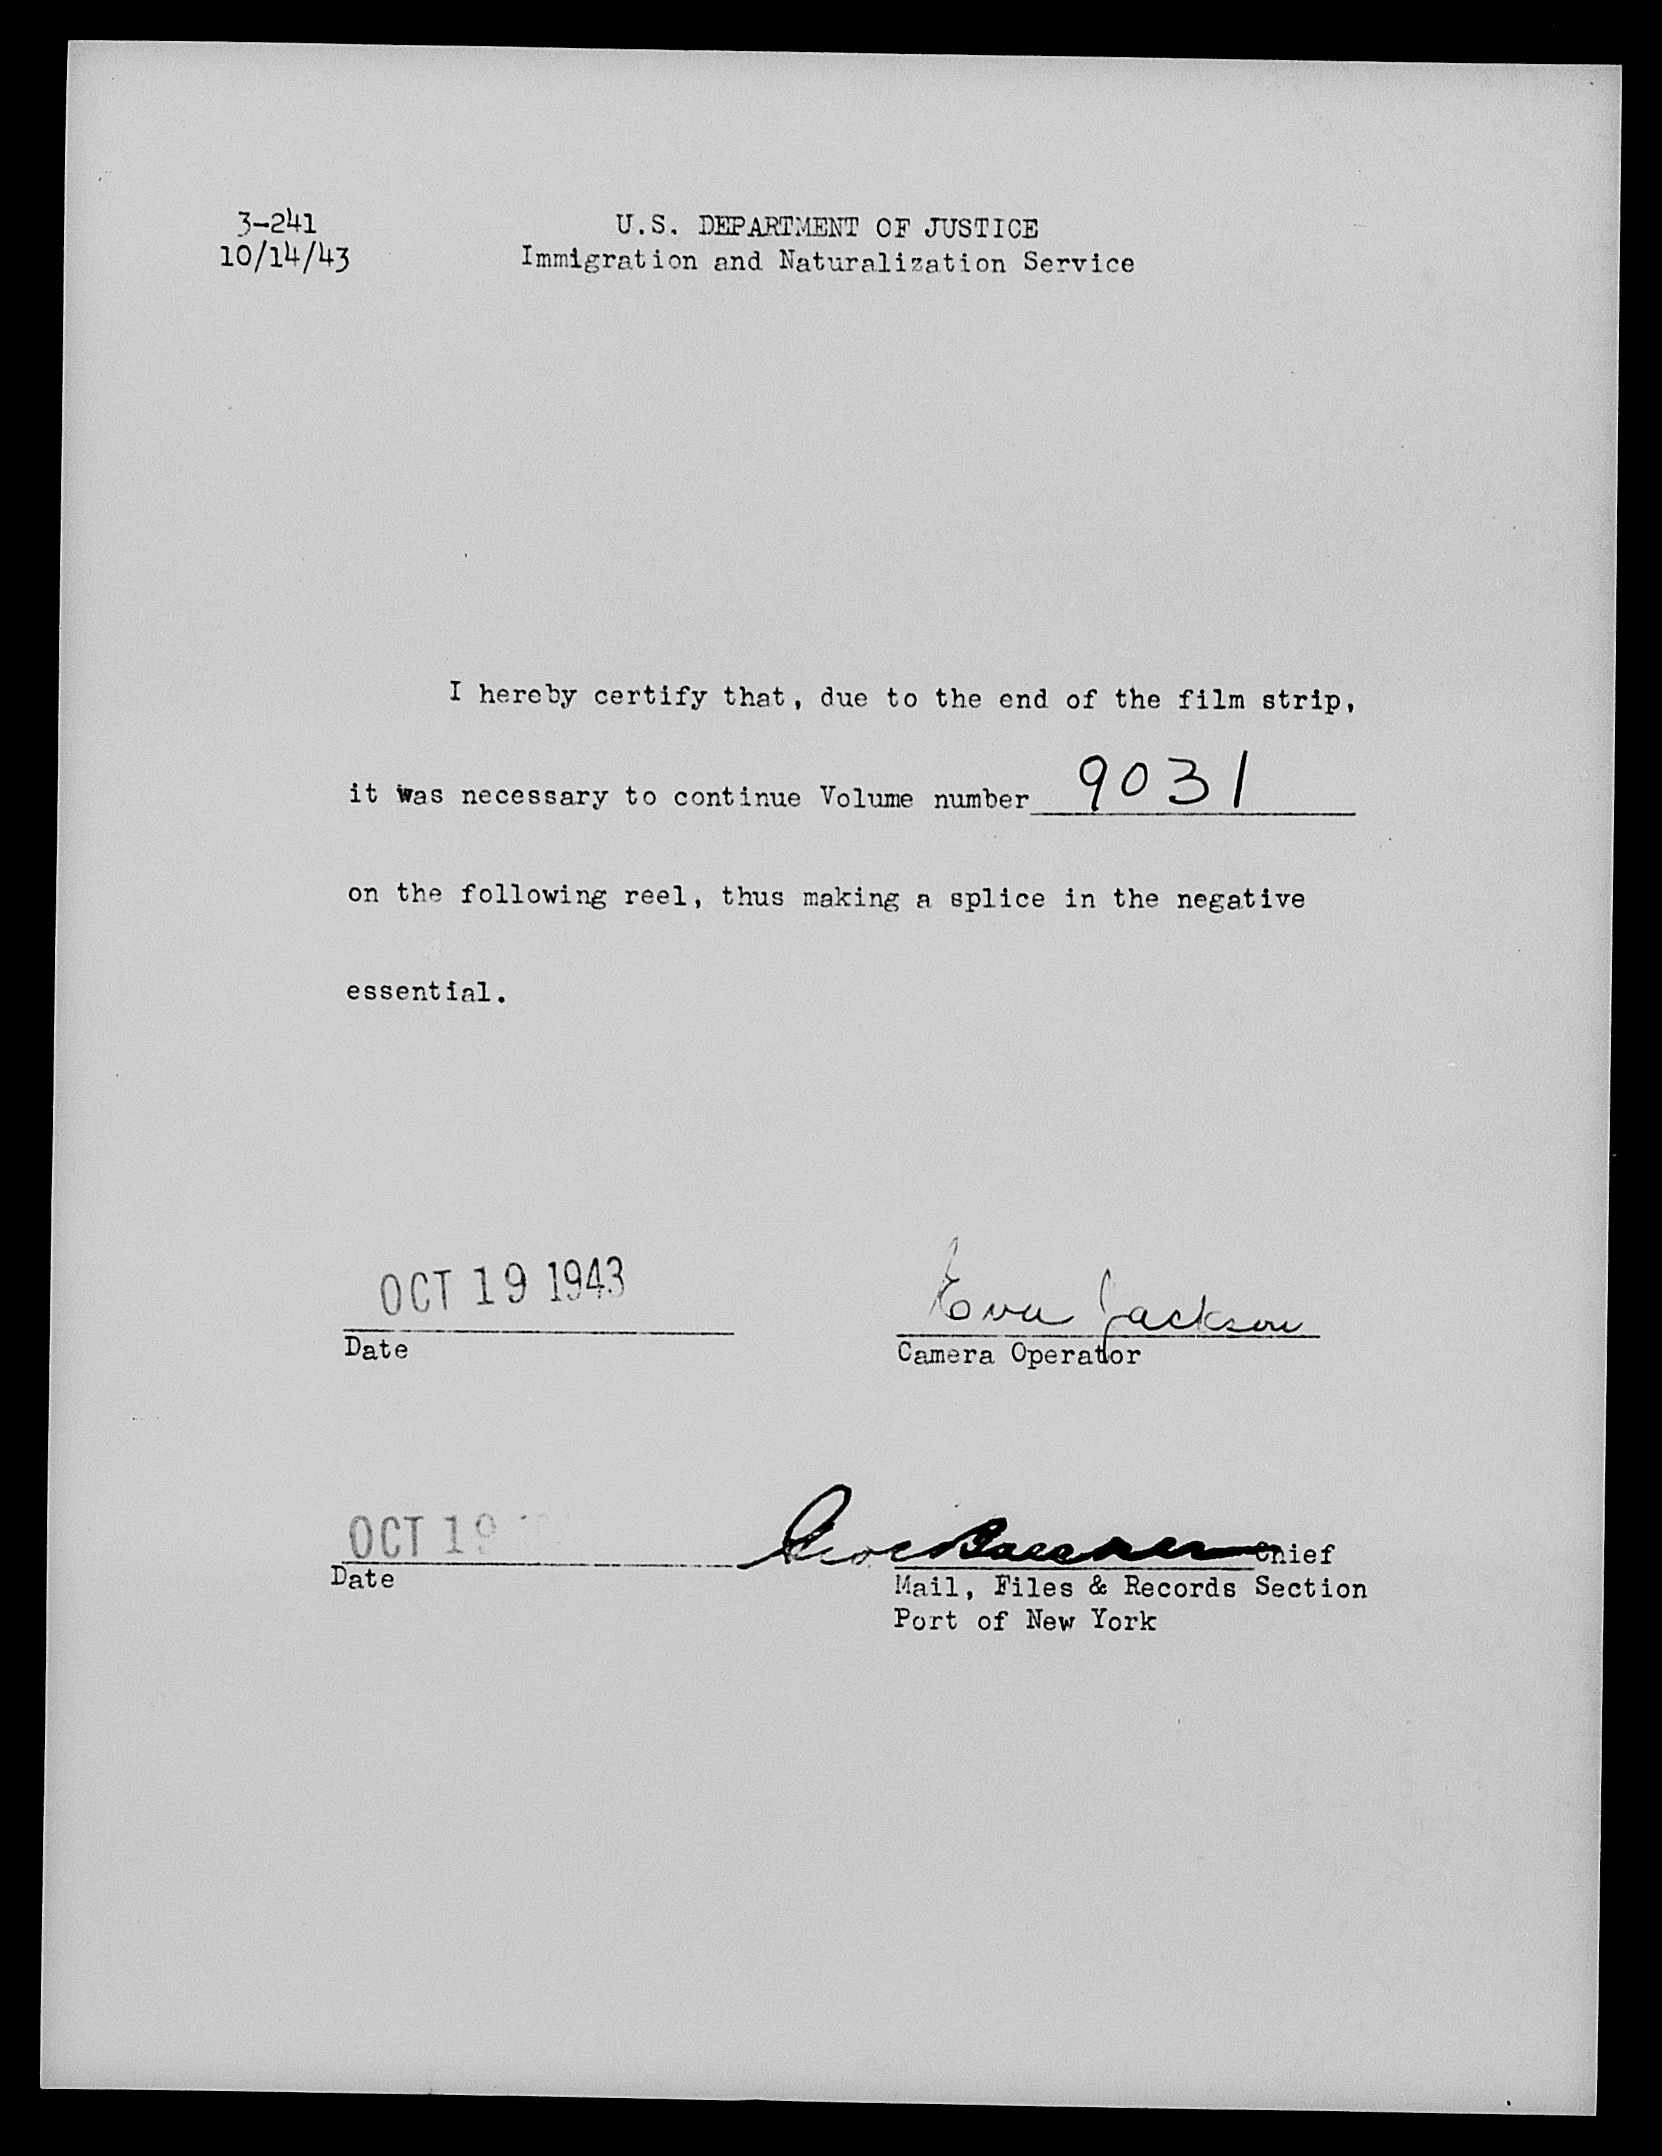 3-241
10/14/43
U.S. DEPARTMENT OF JUSTICE
Immigration and Naturalization Service
I hereby certify that, due to the end of the film strip,
it was necessary to continue Volume number 9031
on the following reel, thus making a splice in the negative
essential.
OCT 19 1943
Date
Eva Jackson
Camera Operator
OCT 19
Date
Chief
Mail, Files & Records Section
Port of New York